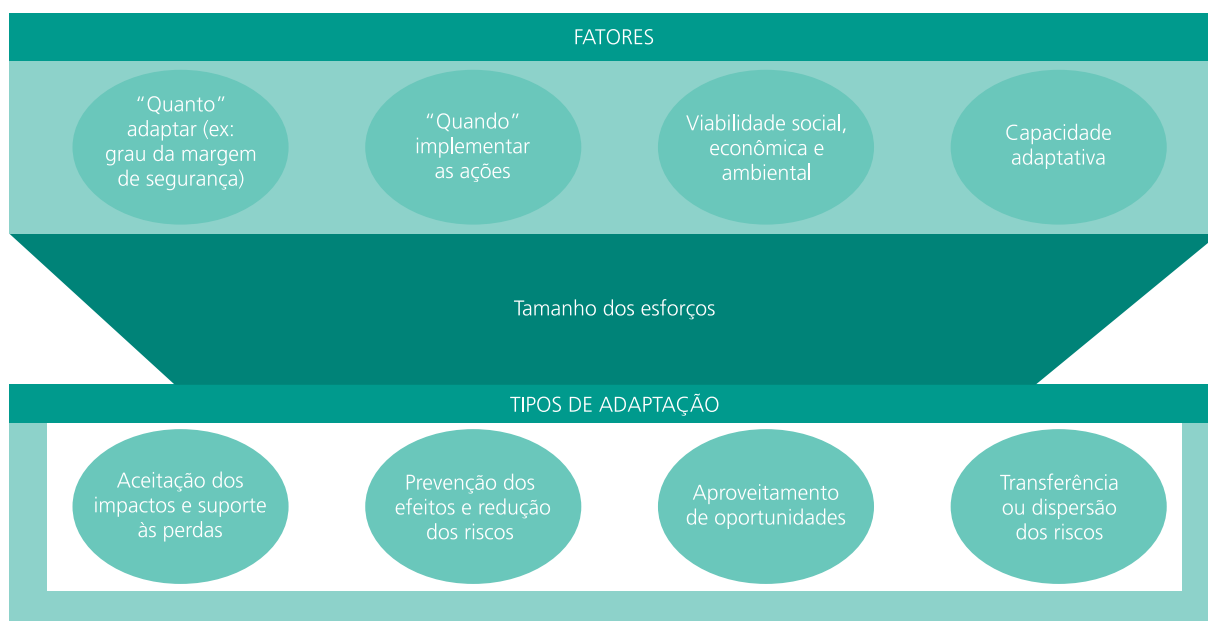 FATORES
“Quanto”
adaptar (ex:
grau da margem
de segurança)
“Quando”
implementar
as ações
Viabilidade social,
econômica e
ambiental
Capacidade
adaptativa
Tamanho dos esforços
TIPOS DE ADAPTAÇÃO
Aceitação dos
impactos e suporte
às perdas
Prevenção dos
efeitos e redução
dos riscos
Aproveitamento
de oportunidades
Transferência
ou dispersão
dos riscos